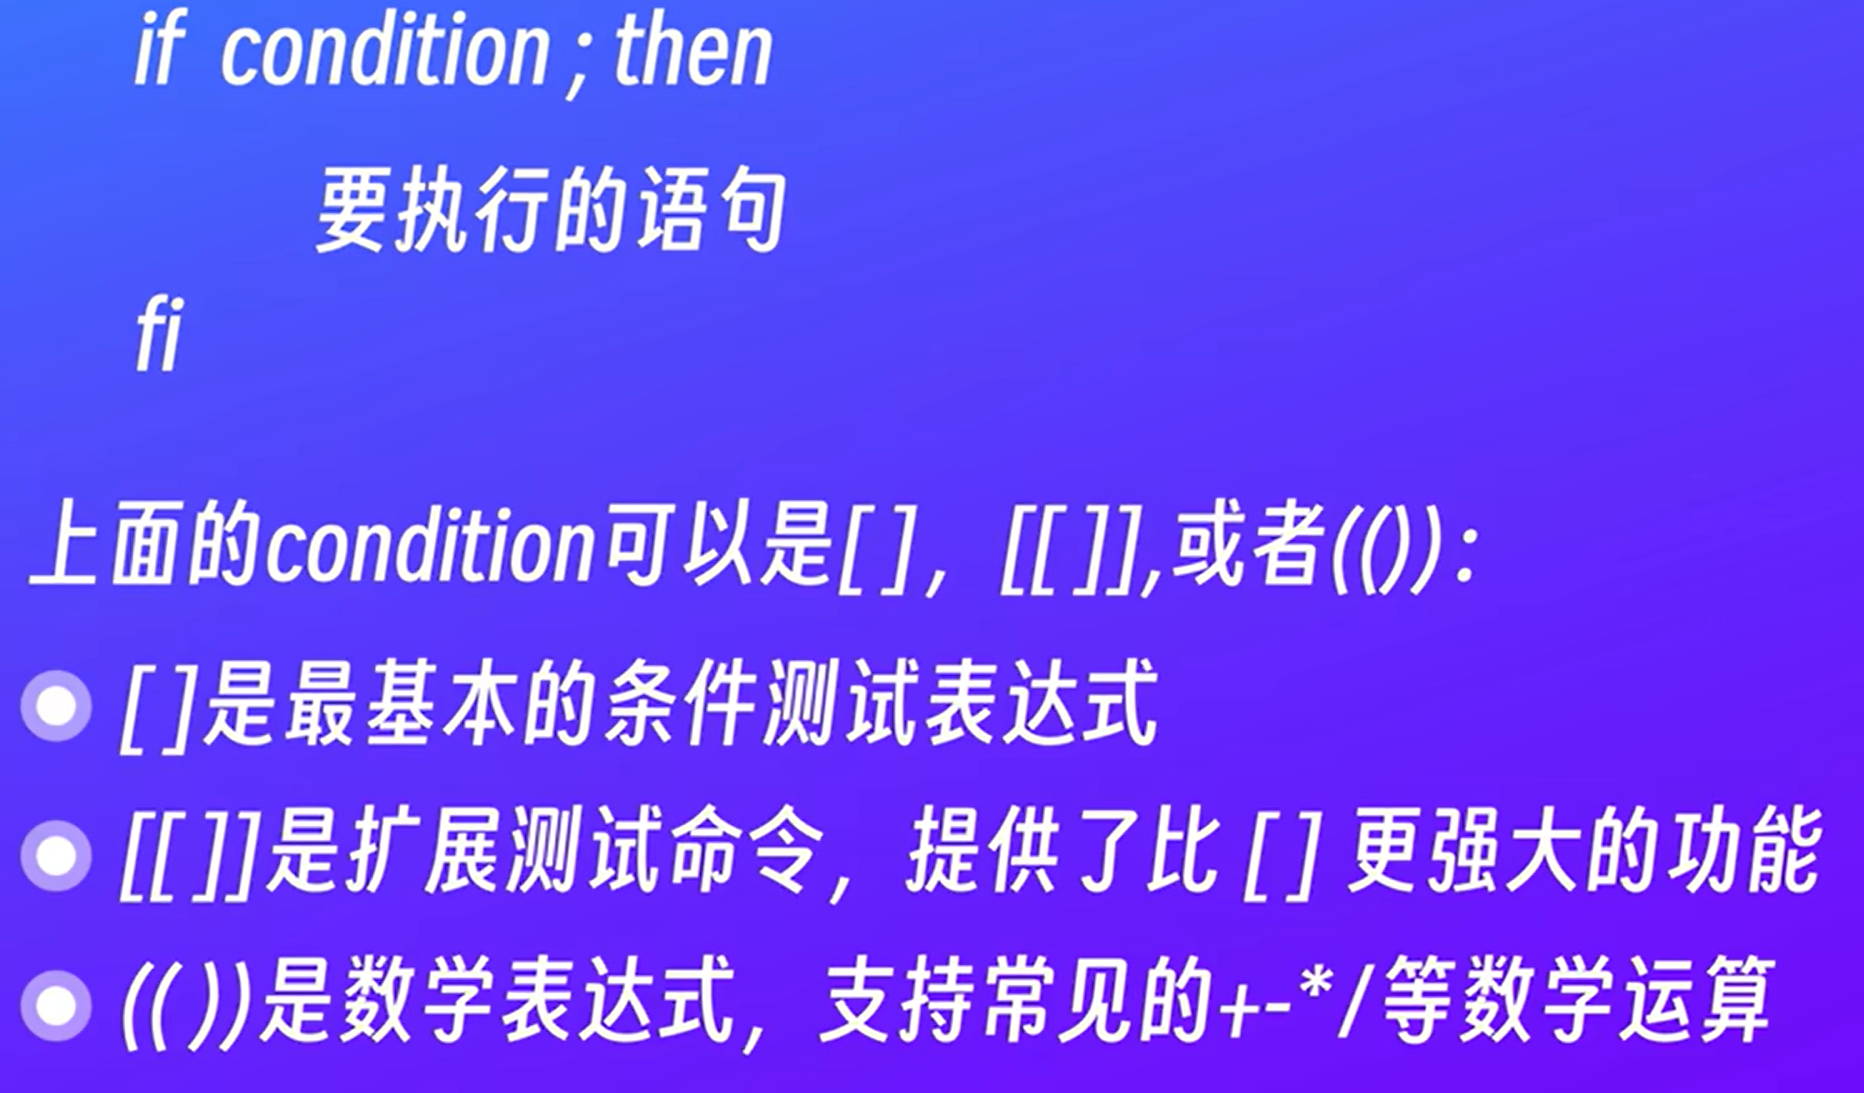 if condition ; then
要执行的语句
fi
上面的condition可以是[ ]，[[ ]],或者(())：
[ ]是最基本的条件测试表达式
[[ ]]是扩展测试命令，提供了比 [ ] 更强大的功能
(( ))是数学表达式，支持常见的+-*/等数学运算